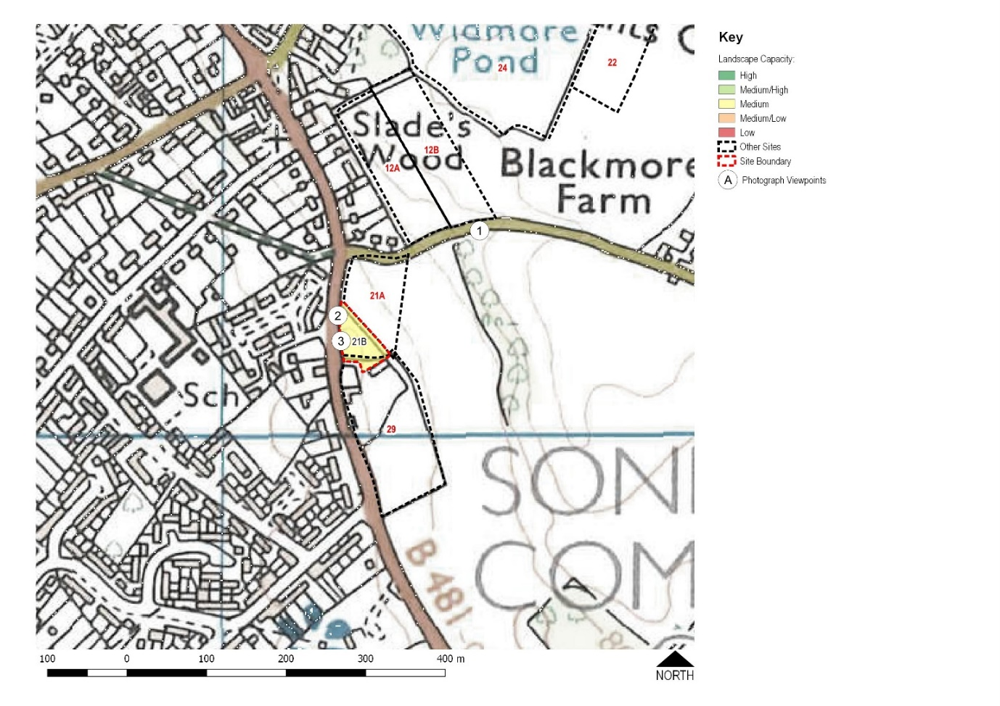 Widmore
Pond
24
22
Slade's
Wood
12B
12A
Blackmore
Farm
1
21A
2
3
21B
Sch
29
SON
COM
B 481
100 0 100 200 300 400 m
NORTH
Key
Landscape Capacity:
High
Medium/High
Medium
Medium/Low
Low
Other Sites
Site Boundary
A Photograph Viewpoints